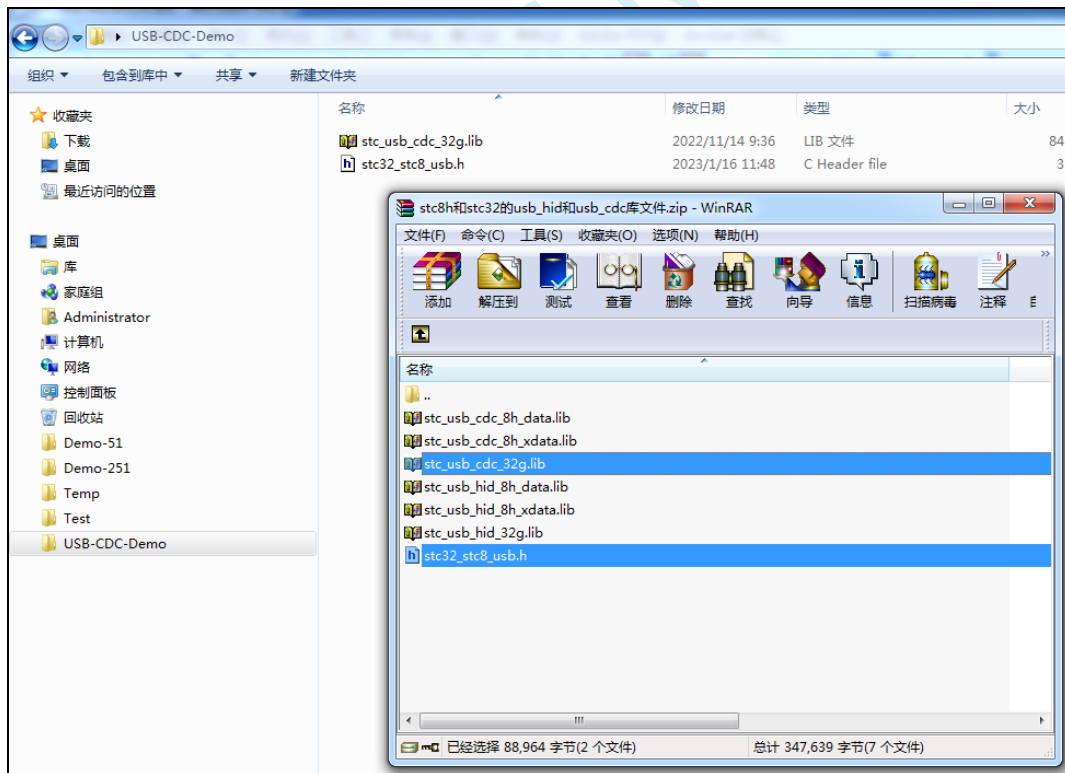 USB-CDC-Demo
组织 包含到库中 共享 新建文件夹
名称 修改日期 类型 大小
收藏夹
下载
桌面
最近访问的位置
桌面
库
家庭组
Administrator
计算机
网络
控制面板
回收站
Demo-51
Demo-251
Temp
Test
USB-CDC-Demo
stc_usb_cdc_32g.lib 2022/11/14 9:36 LIB 文件 84
stc32_stc8_usb.h 2023/1/16 11:48 C Header file 3
stc8h和stc32的usb_hid和usb_cdc库文件.zip - WinRAR
文件(F) 命令(C) 工具(S) 收藏夹(O) 选项(N) 帮助(H)
添加 解压到 测试 查看 删除 查找 向导 信息 扫描病毒 注释
名称
..
stc_usb_cdc_8h_data.lib
stc_usb_cdc_8h_xdata.lib
stc_usb_cdc_32g.lib
stc_usb_hid_8h_data.lib
stc_usb_hid_8h_xdata.lib
stc_usb_hid_32g.lib
stc32_stc8_usb.h
已经选择 88,964 字节(2 个文件) 总计 347,639 字节(7 个文件)